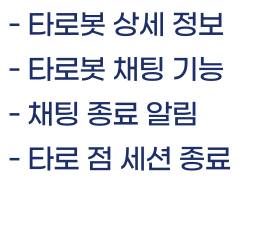 - 타로봇 상세 정보
- 타로봇 채팅 기능
- 채팅 종료 알림
- 타로 점 세션 종료